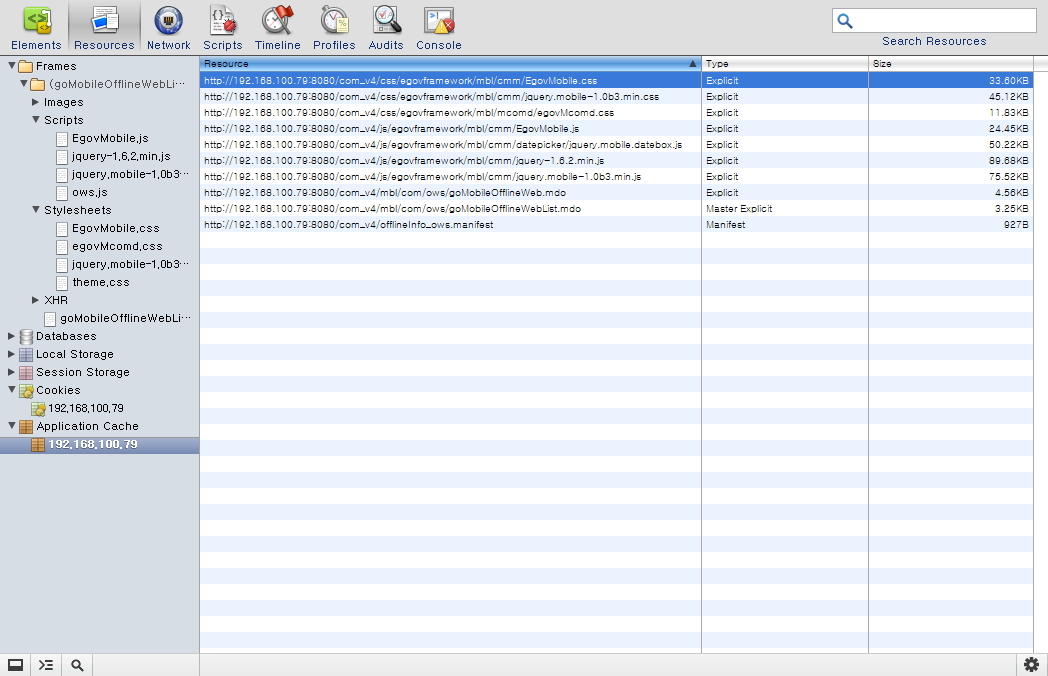 Elements Resources Network Scripts Timeline Profiles Audits Console
Search Resources
Frames
(goMobileOfflineWebLi···
Images
Scripts
EgovMobile.js
jquery-1.6.2.min.js
jquery.mobile-1.0b3···
ows.js
Stylesheets
EgovMobile.css
egovMcomd.css
jquery.mobile-1.0b3···
theme.css
XHR
goMobileOfflineWebLi···
Databases
Local Storage
Session Storage
Cookies
192.168.100.79
Application Cache
192.168.100.79
Resource Type Size
http://192.168.100.79:8080/com_v4/css/egovframework/mbl/cmm/EgovMobile.css Explicit 33.60KB
http://192.168.100.79:8080/com_v4/css/egovframework/mbl/cmm/jquery.mobile-1.0b3.min.css Explicit 45.12KB
http://192.168.100.79:8080/com_v4/css/egovframework/mbl/mcomd/egovMcomd.css Explicit 11.83KB
http://192.168.100.79:8080/com_v4/js/egovframework/mbl/cmm/EgovMobile.js Explicit 24.45KB
http://192.168.100.79:8080/com_v4/js/egovframework/mbl/cmm/datepicker/jquery.mobile.datebox.js Explicit 50.22KB
http://192.168.100.79:8080/com_v4/js/egovframework/mbl/cmm/jquery-1.6.2.min.js Explicit 89.68KB
http://192.168.100.79:8080/com_v4/js/egovframework/mbl/cmm/jquery.mobile-1.0b3.min.js Explicit 75.52KB
http://192.168.100.79:8080/com_v4/mbl/com/ows/goMobileOfflineWeb.mdo Explicit 4.56KB
http://192.168.100.79:8080/com_v4/mbl/com/ows/goMobileOfflineWebList.mdo Master Explicit 3.25KB
http://192.168.100.79:8080/com_v4/offlineInfo_ows.manifest Manifest 927B